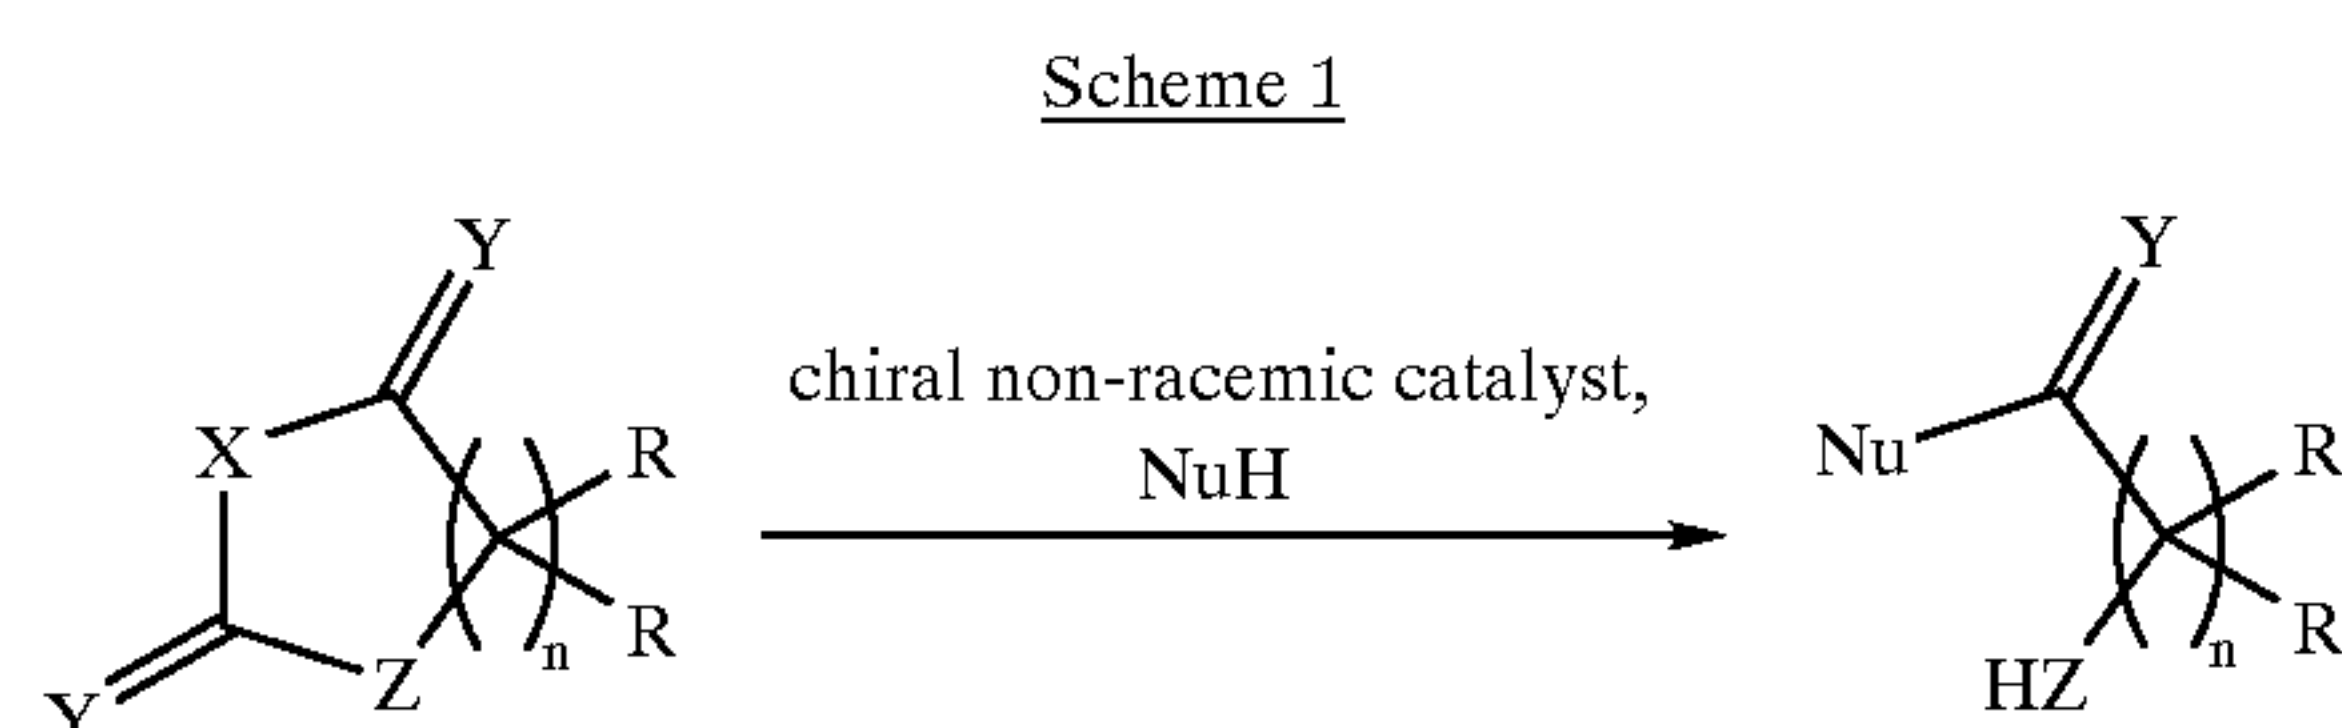 Scheme 1
Y
X
R
R
n
Z
Y
chiral non-racemic catalyst,
NuH
Y
Nu
R
R
n
HZ